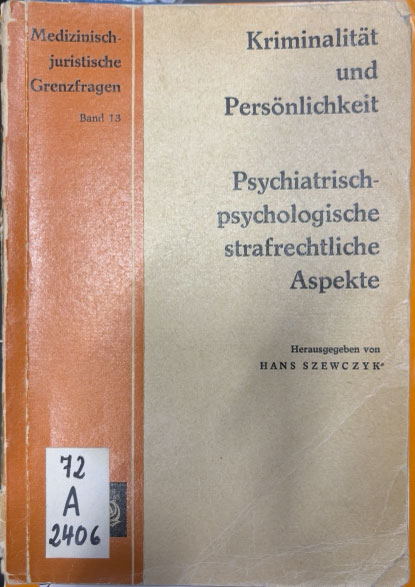 Medizinisch-
juristische
Grenzfragen
Band 13
Kriminalität
und
Persönlichkeit
Psychiatrisch-
psychologische
strafrechtliche
Aspekte
Herausgegeben von
HANS SZEWCZYK
72
A
2406